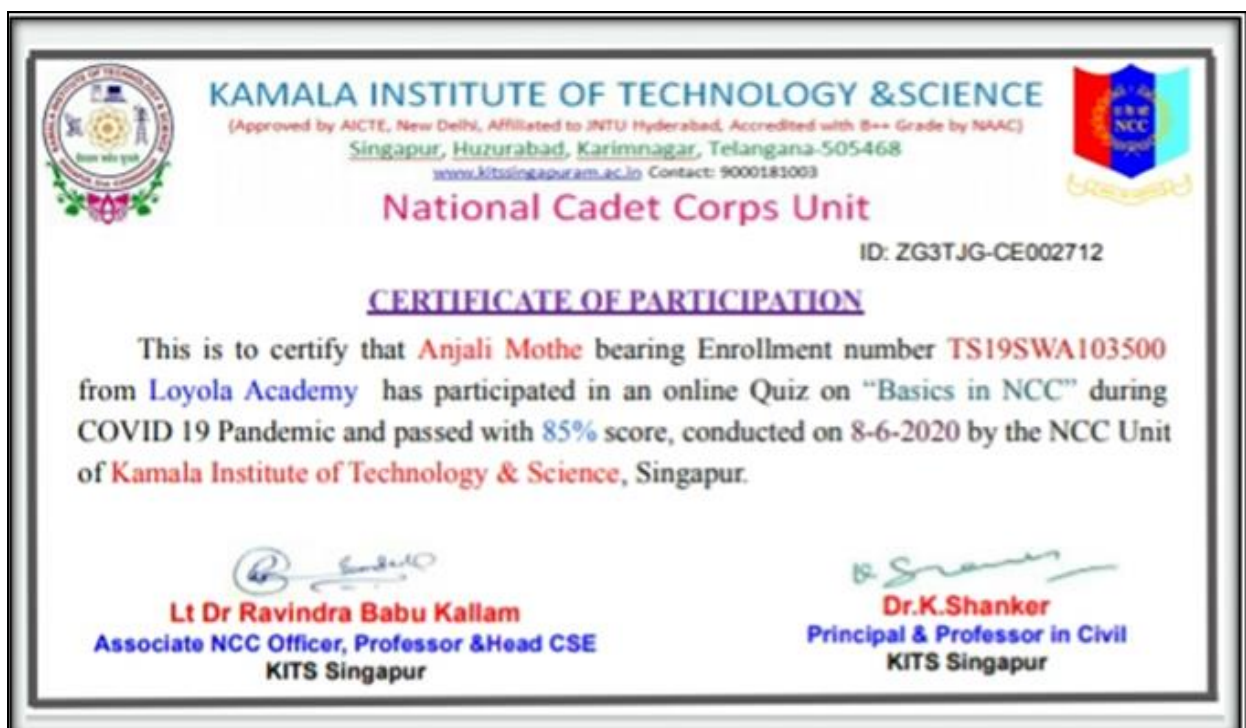 KAMALA INSTITUTE OF TECHNOLOGY &SCIENCE
(Approved by AICTE, New Delhi, Affiliated to JNTU Hyderabad, Accredited with B++ Grade by NAAC)
Singapur, Huzurabad, Karimnagar, Telangana-505468
www.kitssingapuram.ac.in Contact: 9000181003
NCC
National Cadet Corps Unit
ID: ZG3TJG-CE002712
CERTIFICATE OF PARTICIPATION
This is to certify that Anjali Mothe bearing Enrollment number TS19SWA103500
from Loyola Academy has participated in an online Quiz on “Basics in NCC” during
COVID 19 Pandemic and passed with 85% score, conducted on 8-6-2020 by the NCC Unit
of Kamala Institute of Technology & Science, Singapur.
Lt Dr Ravindra Babu Kallam
Associate NCC Officer, Professor &Head CSE
KITS Singapur
Dr.K.Shanker
Principal & Professor in Civil
KITS Singapur